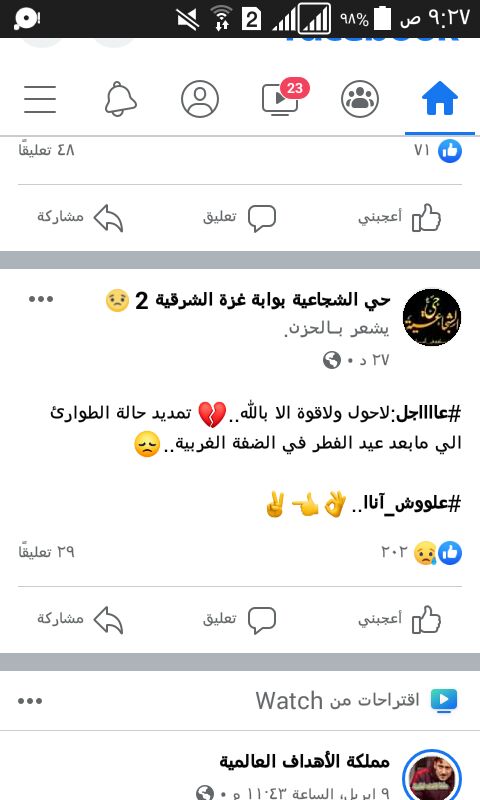 ٩:٢٧ ص ٩٨% 2
facebook
23
٧١ ٤٨ تعليقًا
أعجبني تعليق مشاركة
حي الشجاعية بوابة غزة الشرقية 2 😒
يشعر بـالحزن.
٢٧ د •
#عااااجل:لاحول ولاقوة الا بالله..💔 تمديد حالة الطوارئ
الي مابعد عيد الفطر في الضفة الغربية..😞
#علووش_آناا..👌👈✌
٢٠٢ ٢٩ تعليقًا
أعجبني تعليق مشاركة
اقتراحات من Watch
مملكة الأهداف العالمية
٩ ابريل، الساعة ١١:٤٣ م •